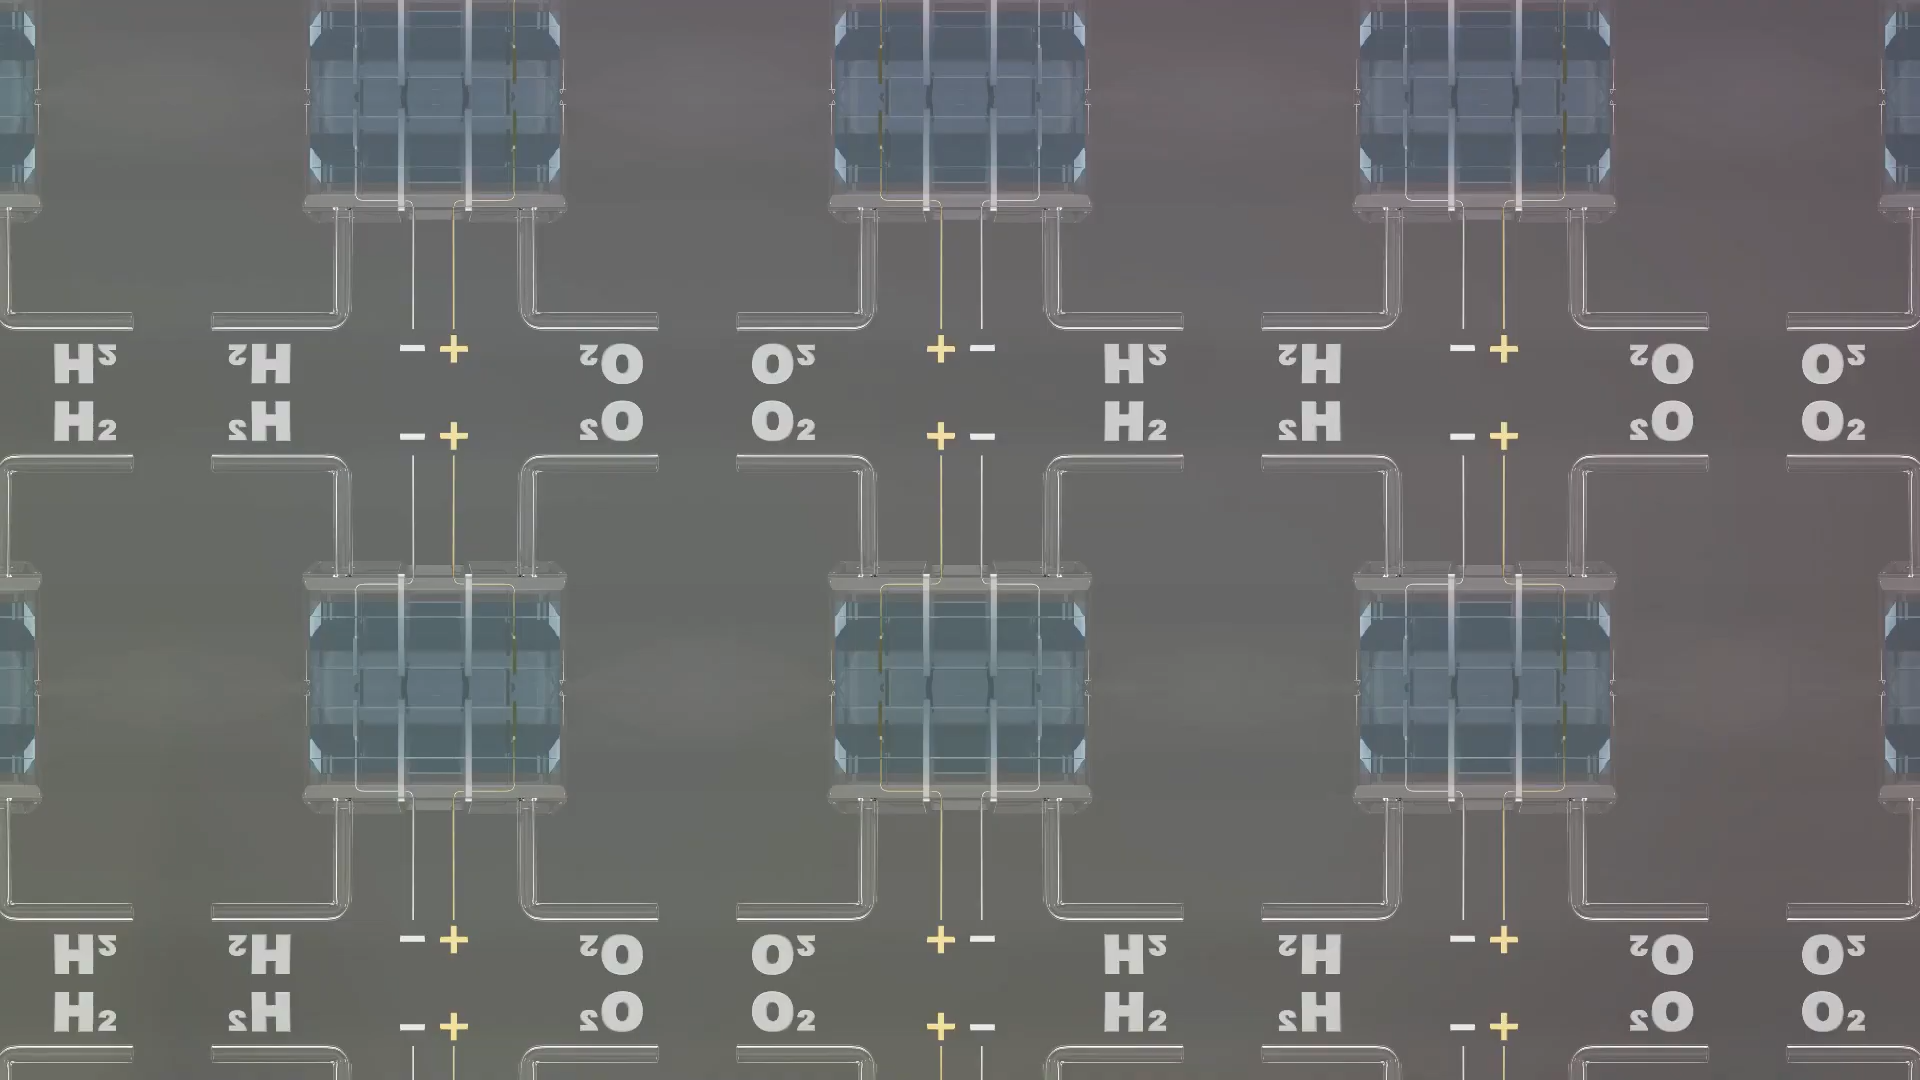 H₂ H₂ − + O₂ O₂ + − H₂ H₂ − + O₂ O₂
H₂ H₂ − + O₂ O₂ + − H₂ H₂ − + O₂ O₂
H₂ H₂ − + O₂ O₂ + − H₂ H₂ − + O₂ O₂
H₂ H₂ − + O₂ O₂ + − H₂ H₂ − + O₂ O₂